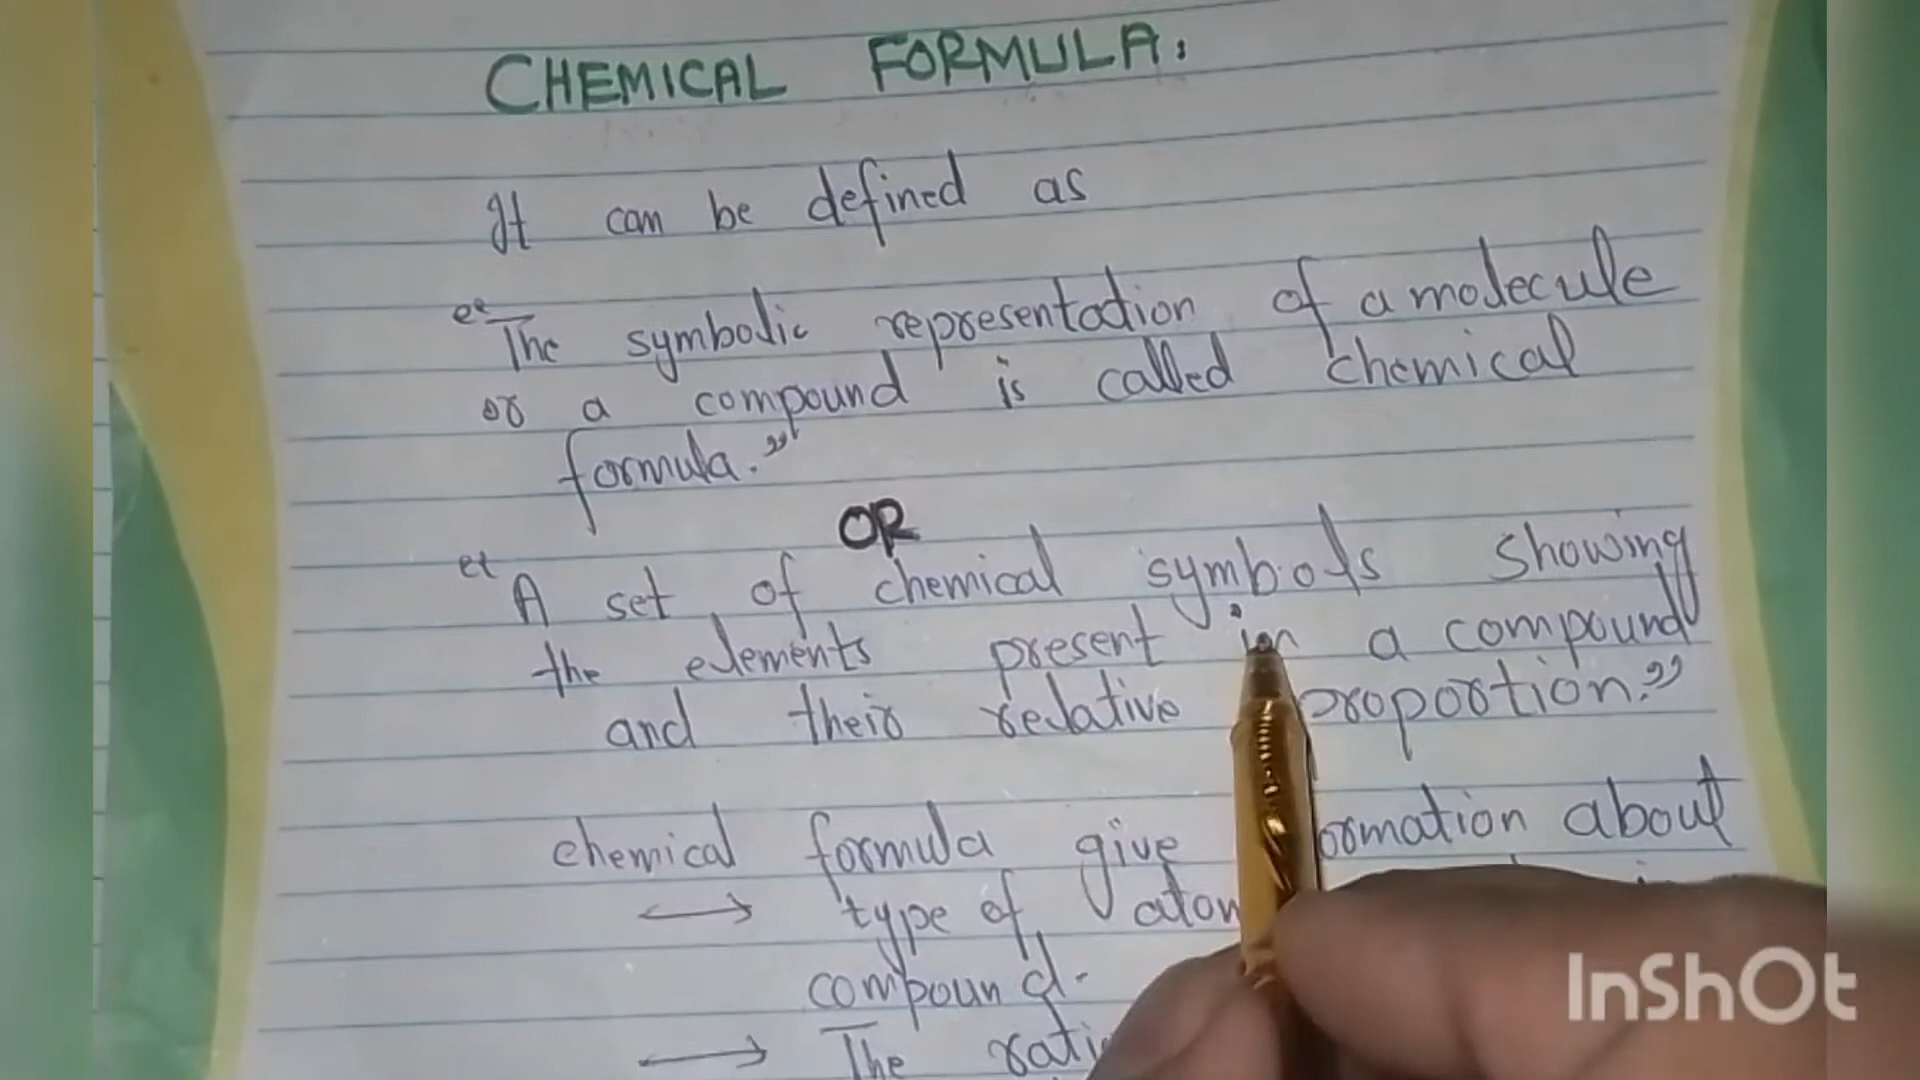 CHEMICAL FORMULA:
It can be defined as
"The symbolic representation of a molecule
or a compound is called chemical
formula."
OR
"A set of chemical symbols showing
the elements present in a compound
and their relative proportion."
chemical formula give about
type of
compound.
The
InShOt